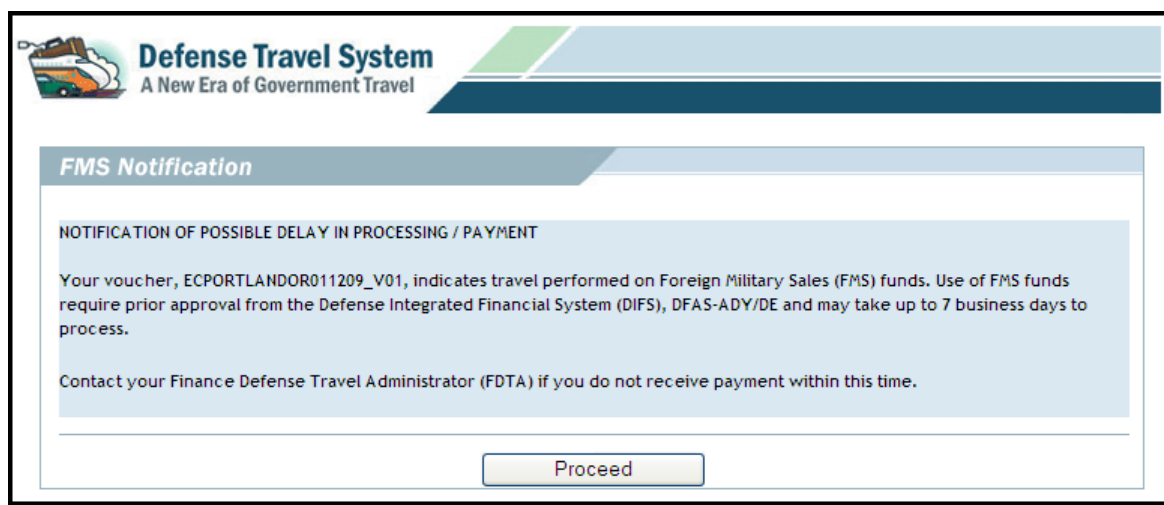 Defense Travel System
A New Era of Government Travel
FMS Notification
NOTIFICATION OF POSSIBLE DELAY IN PROCESSING / PAYMENT
Your voucher, ECPORTLANDOR011209_V01, indicates travel performed on Foreign Military Sales (FMS) funds. Use of FMS funds
require prior approval from the Defense Integrated Financial System (DIFS), DFAS-ADY/DE and may take up to 7 business days to
process.
Contact your Finance Defense Travel Administrator (FDTA) if you do not receive payment within this time.
Proceed